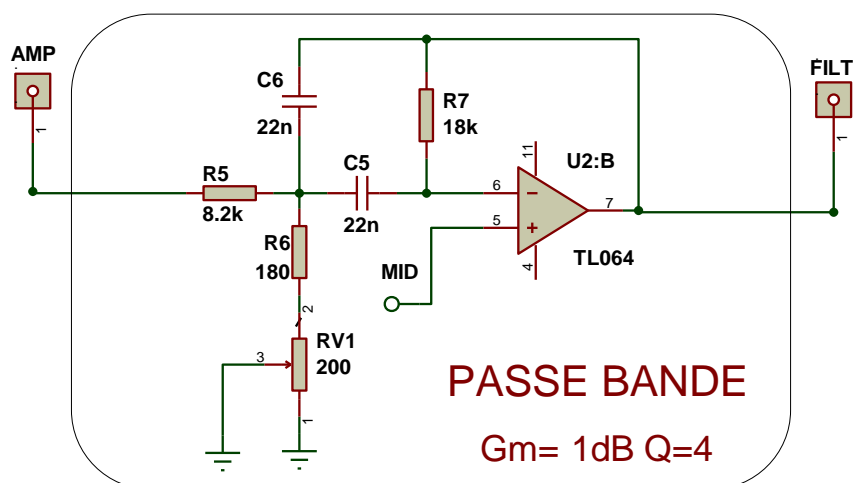 AMP
1
C6
22n
R7
18k
FILT
1
R5
8.2k
C5
22n
11
U2:B
6
5
7
4
TL064
R6
180
MID
2
RV1
200
3
1
PASSE BANDE
Gm= 1dB Q=4